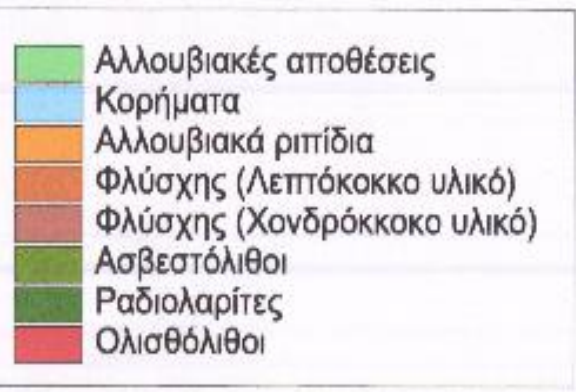 Αλλουβιακές αποθέσεις
Κορήματα
Αλλουβιακά ριπίδια
Φλύσχης (Λεπτόκοκκο υλικό)
Φλύσχης (Χονδρόκκοκο υλικό)
Ασβεστόλιθοι
Ραδιολαρίτες
Ολισθόλιθοι